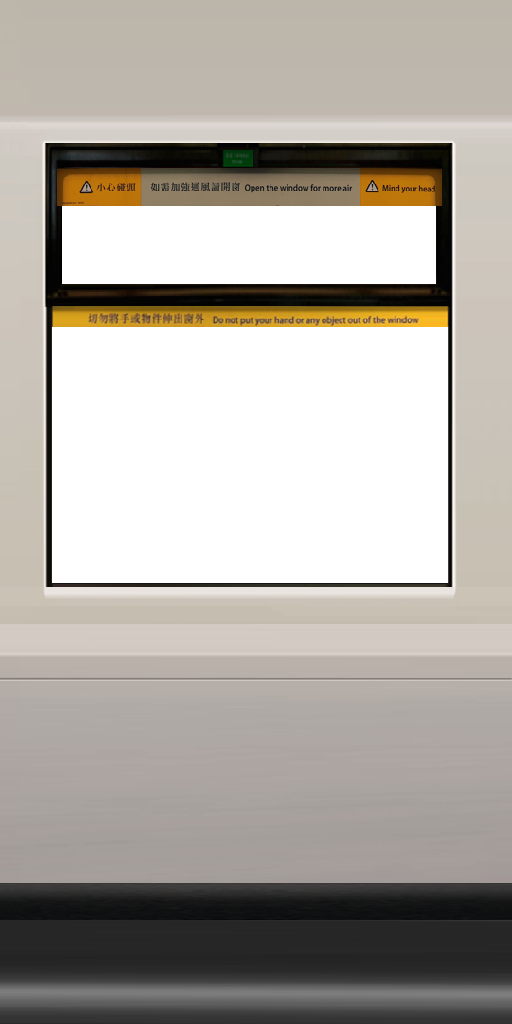 小心碰頭 如需加強通風請開窗 Open the window for more air Mind your head
切勿將手或物件伸出窗外 Do not put your hand or any object out of the window